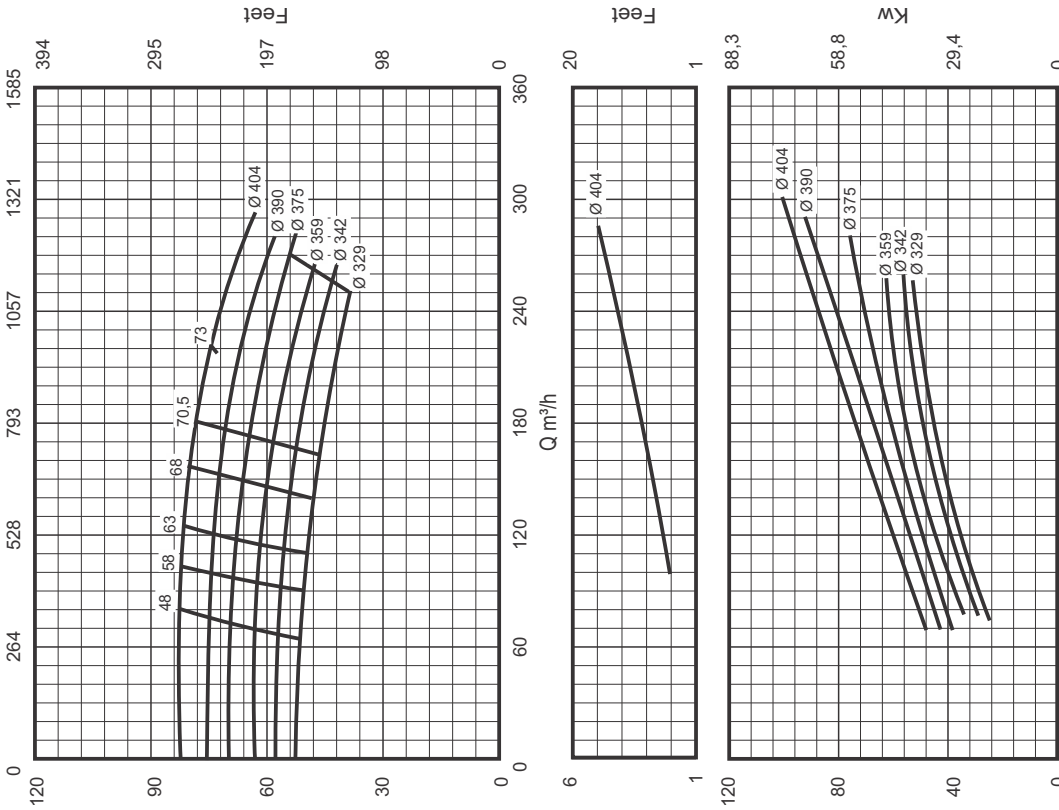 0 264 528 793 1057 1321 1585
120
90
60
30
0
394
295
197
98
0
Feet
48
58
63
68
70,5
73
Ø 404
Ø 390
Ø 375
Ø 359
Ø 342
Ø 329
0 60 120 180 240 300 360
Q m³/h
6
1
20
1
Feet
Ø 404
120
80
40
0
88,3
58,8
29,4
0
Kw
Ø 404
Ø 390
Ø 375
Ø 359
Ø 342
Ø 329